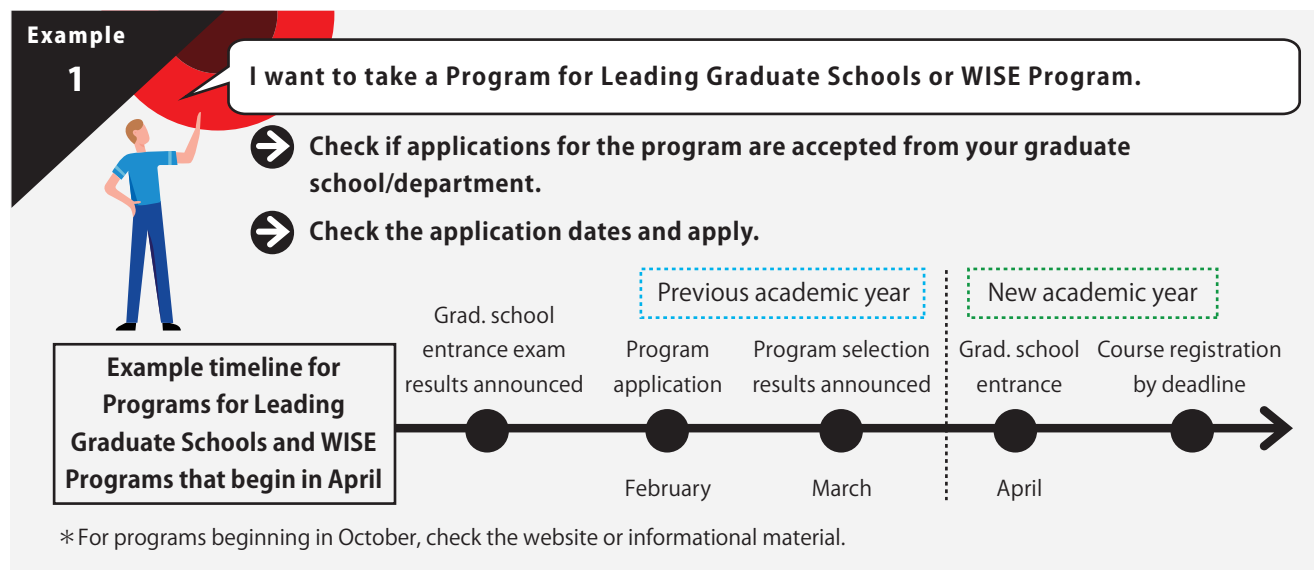 Example
1
I want to take a Program for Leading Graduate Schools or WISE Program.
Check if applications for the program are accepted from your graduate
school/department.
Check the application dates and apply.
Previous academic year
New academic year
Example timeline for
Programs for Leading
Graduate Schools and WISE
Programs that begin in April
Grad. school
entrance exam
results announced
Program
application
February
Program selection
results announced
March
Grad. school
entrance
April
Course registration
by deadline
＊For programs beginning in October, check the website or informational material.